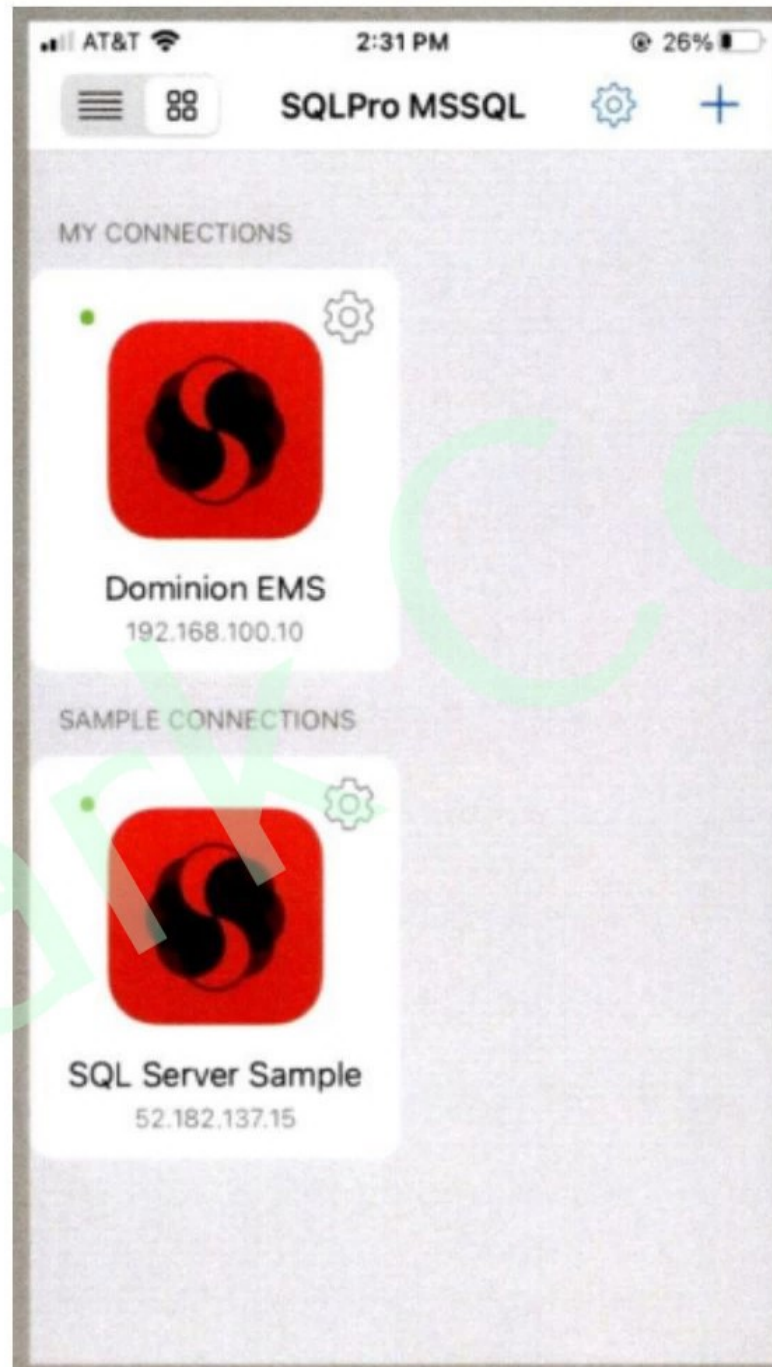 AT&T 2:31 PM 26%
SQLPro MSSQL
MY CONNECTIONS
Dominion EMS
192.168.100.10
SAMPLE CONNECTIONS
SQL Server Sample
52.182.137.15